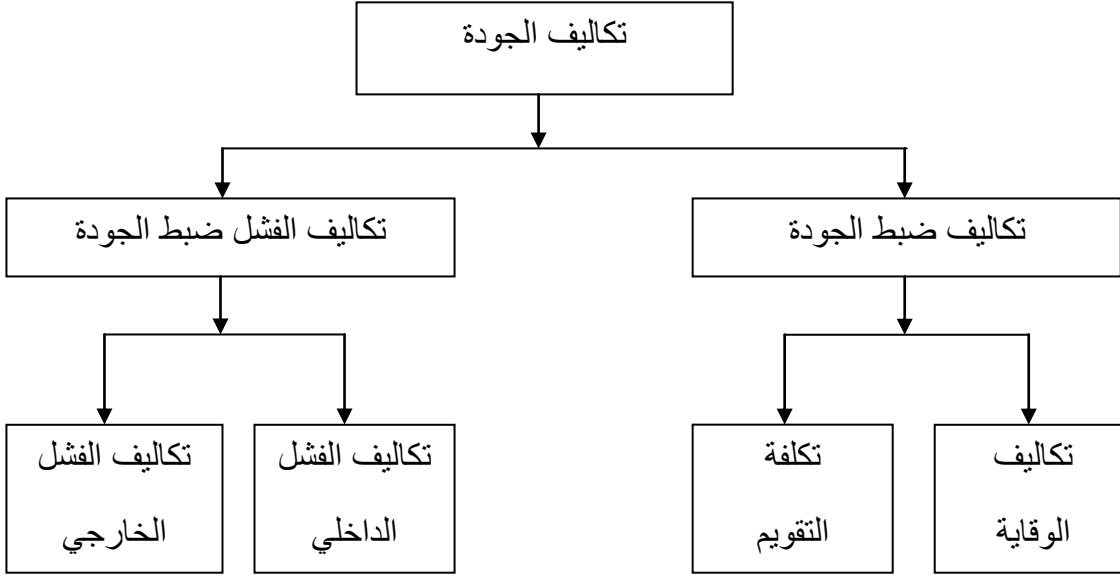 تكاليف الجودة
تكاليف ضبط الجودة
تكاليف الفشل ضبط الجودة
تكاليف
الوقاية
تكلفة
التقويم
تكاليف الفشل
الداخلي
تكاليف الفشل
الخارجي